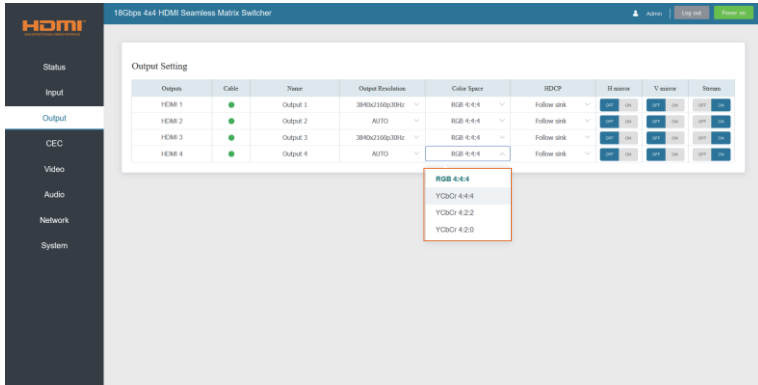 18Gbps 4x4 HDMI Seamless Matrix Switcher Admin Log out Power on
HDMI
Status
Input
Output
CEC
Video
Audio
Network
System
Output Setting
Outputs Cable Name Output Resolution Color Space HDCP H mirror V mirror Stream
HDMI 1 Output 1 3840x2160p30Hz RGB 4:4:4 Follow sink OFF ON OFF ON OFF ON
HDMI 2 Output 2 AUTO RGB 4:4:4 Follow sink OFF ON OFF ON OFF ON
HDMI 3 Output 3 3840x2160p30Hz RGB 4:4:4 Follow sink OFF ON OFF ON OFF ON
HDMI 4 Output 4 AUTO RGB 4:4:4 Follow sink OFF ON OFF ON OFF ON
RGB 4:4:4
YCbCr 4:4:4
YCbCr 4:2:2
YCbCr 4:2:0